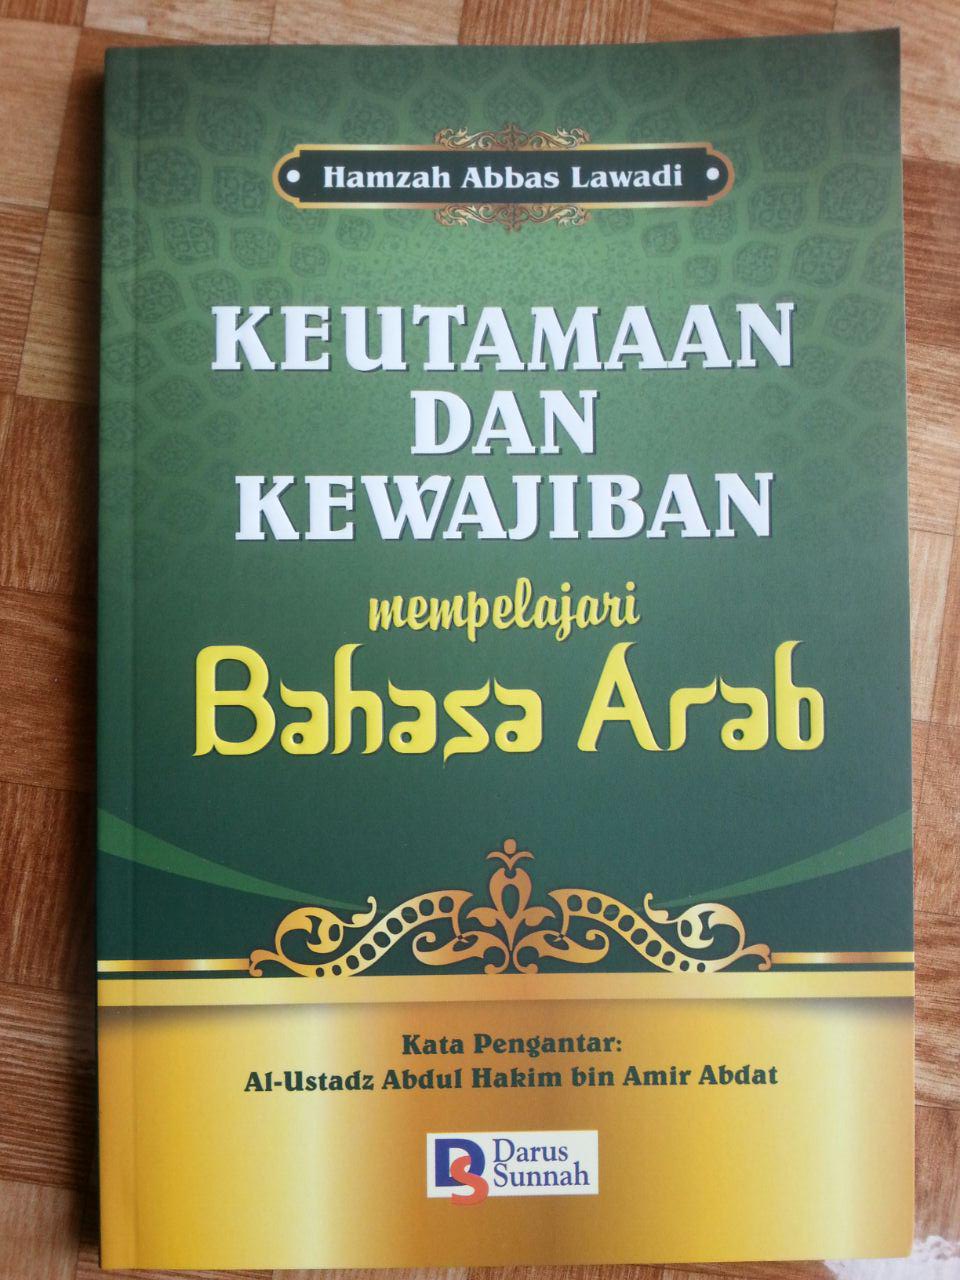 Hamzah Abbas Lawadi
KEUTAMAAN
DAN
KEWAJIBAN
mempelajari
Bahasa Arab
Kata Pengantar:
Al-Ustadz Abdul Hakim bin Amir Abdat
DS
Darus
Sunnah